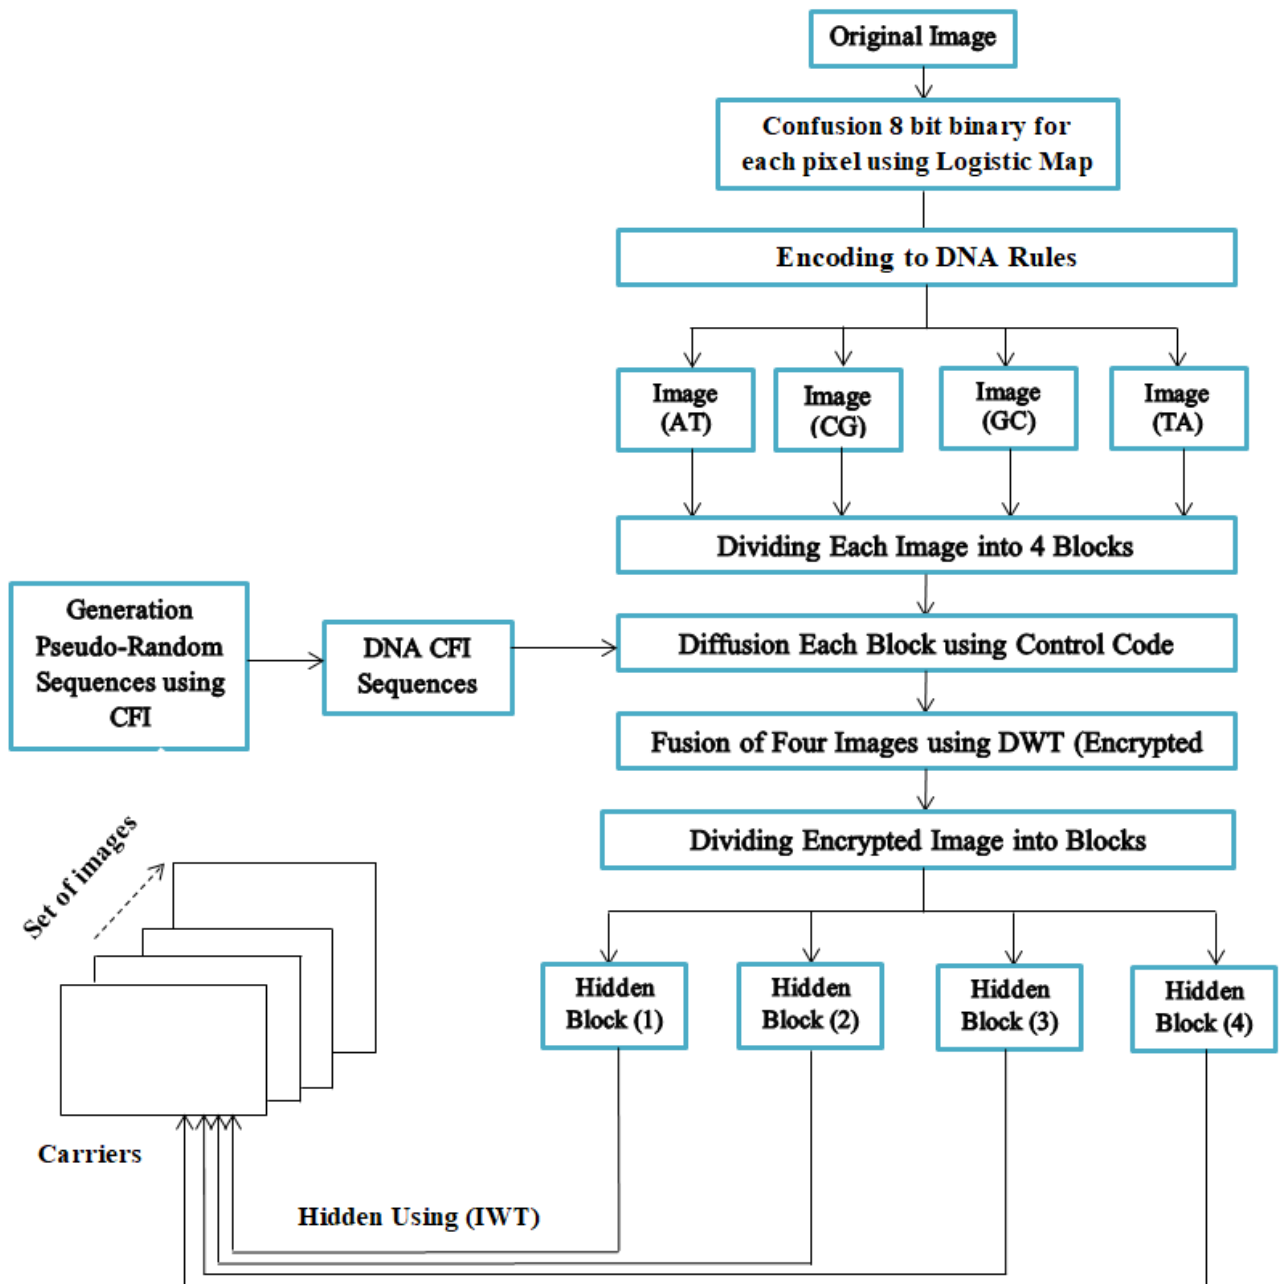 Original Image
Confusion 8 bit binary for
each pixel using Logistic Map
Encoding to DNA Rules
Image
(AT)
Image
(CG)
Image
(GC)
Image
(TA)
Dividing Each Image into 4 Blocks
Generation
Pseudo-Random
Sequences using
CFI
DNA CFI
Sequences
Diffusion Each Block using Control Code
Fusion of Four Images using DWT (Encrypted
Dividing Encrypted Image into Blocks
Set of images
Hidden
Block (1)
Hidden
Block (2)
Hidden
Block (3)
Hidden
Block (4)
Carriers
Hidden Using (IWT)